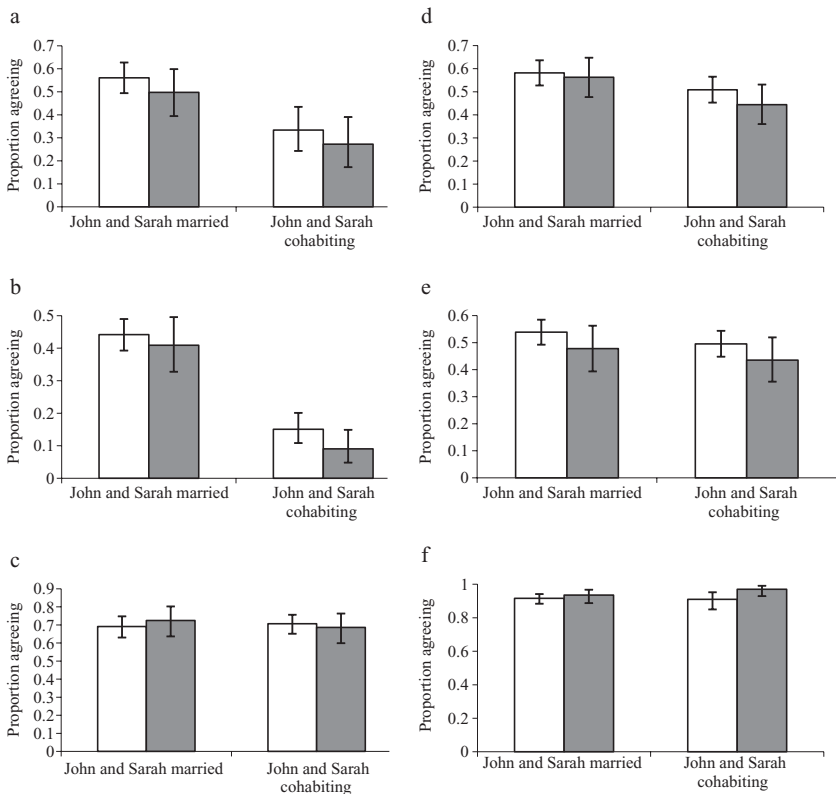 a
Proportion agreeing
0.7
0.6
0.5
0.4
0.3
0.2
0.1
0
John and Sarah married
John and Sarah
cohabiting
b
Proportion agreeing
0.5
0.4
0.3
0.2
0.1
0
John and Sarah married
John and Sarah
cohabiting
c
Proportion agreeing
0.9
0.8
0.7
0.6
0.5
0.4
0.3
0.2
0.1
0
John and Sarah married
John and Sarah
cohabiting
d
Proportion agreeing
0.7
0.6
0.5
0.4
0.3
0.2
0.1
0
John and Sarah married
John and Sarah
cohabiting
e
Proportion agreeing
0.6
0.5
0.4
0.3
0.2
0.1
0
John and Sarah married
John and Sarah
cohabiting
f
Proportion agreeing
1
0.8
0.6
0.4
0.2
0
John and Sarah married
John and Sarah
cohabiting